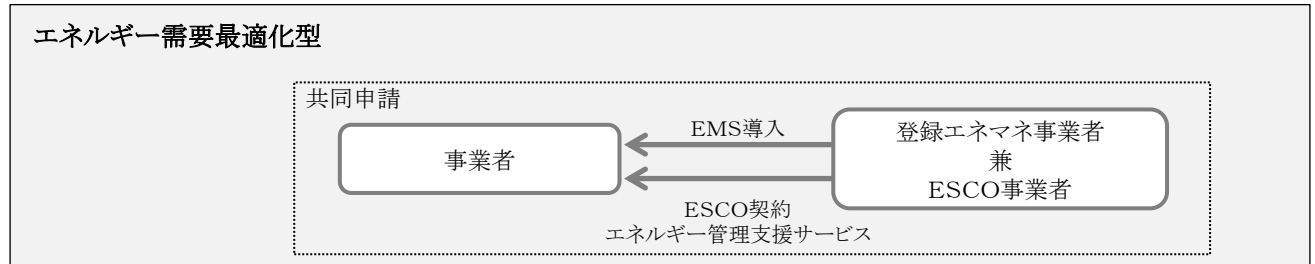 エネルギー需要最適化型
共同申請
事業者
EMS導入
登録エネマネ事業者
兼
ESCO事業者
ESCO契約
エネルギー管理支援サービス